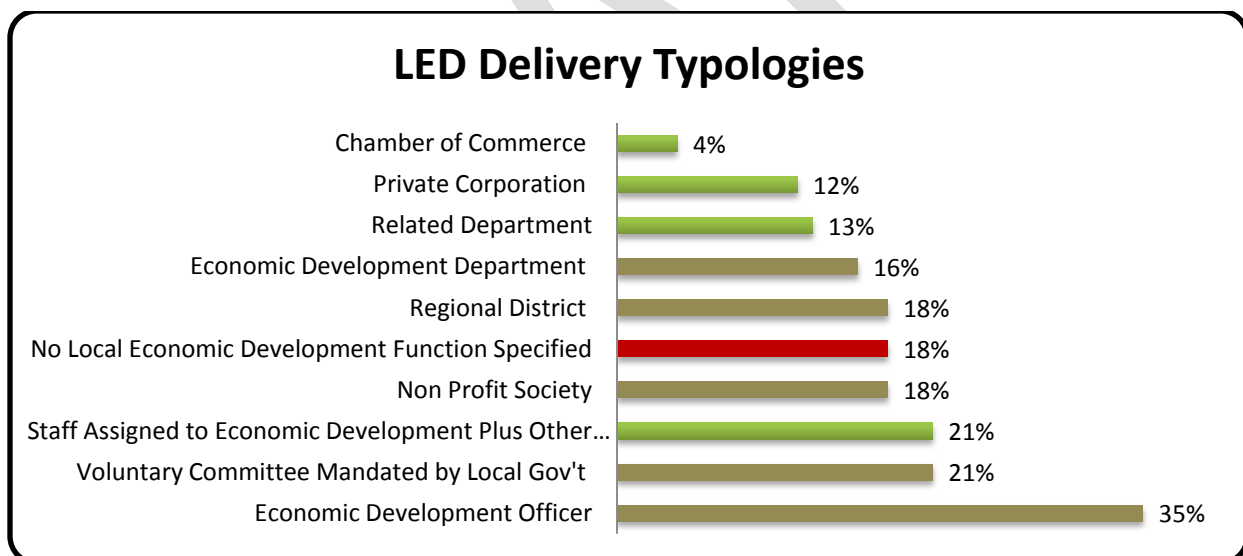 LED Delivery Typologies
Chamber of Commerce 4%
Private Corporation 12%
Related Department 13%
Economic Development Department 16%
Regional District 18%
No Local Economic Development Function Specified 18%
Non Profit Society 18%
Staff Assigned to Economic Development Plus Other… 21%
Voluntary Committee Mandated by Local Gov't 21%
Economic Development Officer 35%